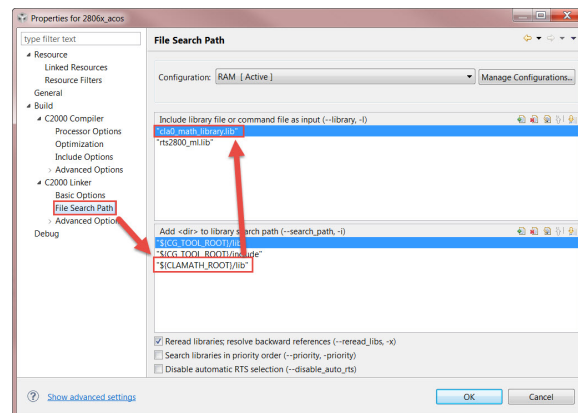 Properties for 2806x_acos
type filter text
File Search Path
Resource
Linked Resources
Resource Filters
General
Build
C2000 Compiler
Processor Options
Optimization
Include Options
Advanced Options
C2000 Linker
Basic Options
File Search Path
Advanced Options
Debug
Configuration:
RAM [ Active ]
Manage Configurations...
Include library file or command file as input (--library, -l)
"cla0_math_library.lib"
"rts2800_ml.lib"
Add <dir> to library search path (--search_path, -i)
"${CG_TOOL_ROOT}/lib"
"${CG_TOOL_ROOT}/include"
"${CLAMATH_ROOT}/lib"
Reread libraries; resolve backward references (--reread_libs, -x)
Search libraries in priority order (--priority, -priority)
Disable automatic RTS selection (--disable_auto_rts)
Show advanced settings
OK
Cancel